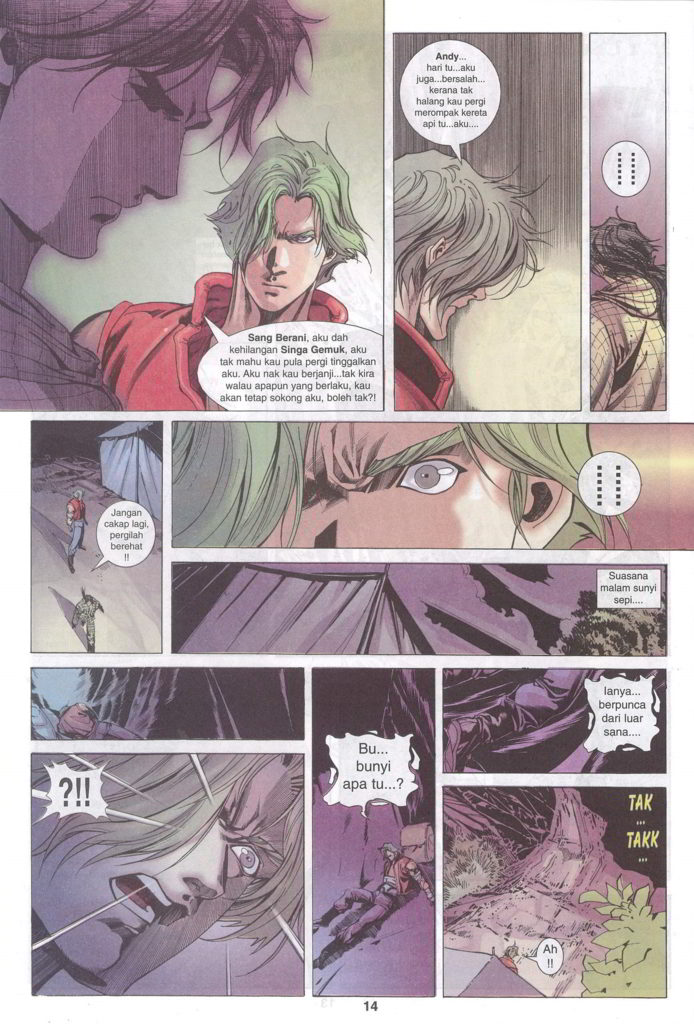 Sang Berani, aku dah
kehilangan Singa Gemuk, aku
tak mahu kau pula pergi tinggalkan
aku. Aku nak kau berjanji...tak kira
walau apapun yang berlaku, kau
akan tetap sokong aku, boleh tak?!
Andy...
hari tu...aku
juga...bersalah...
kerana tak
halang kau pergi
merompak kereta
api tu...aku....
Jangan
cakap lagi,
pergilah
berehat
!!
Suasana
malam sunyi
sepi....
?!!
Bu...
bunyi
apa tu...?
Ianya...
berpunca
dari luar
sana....
TAK
...
TAKK
...
Ah
!!
14